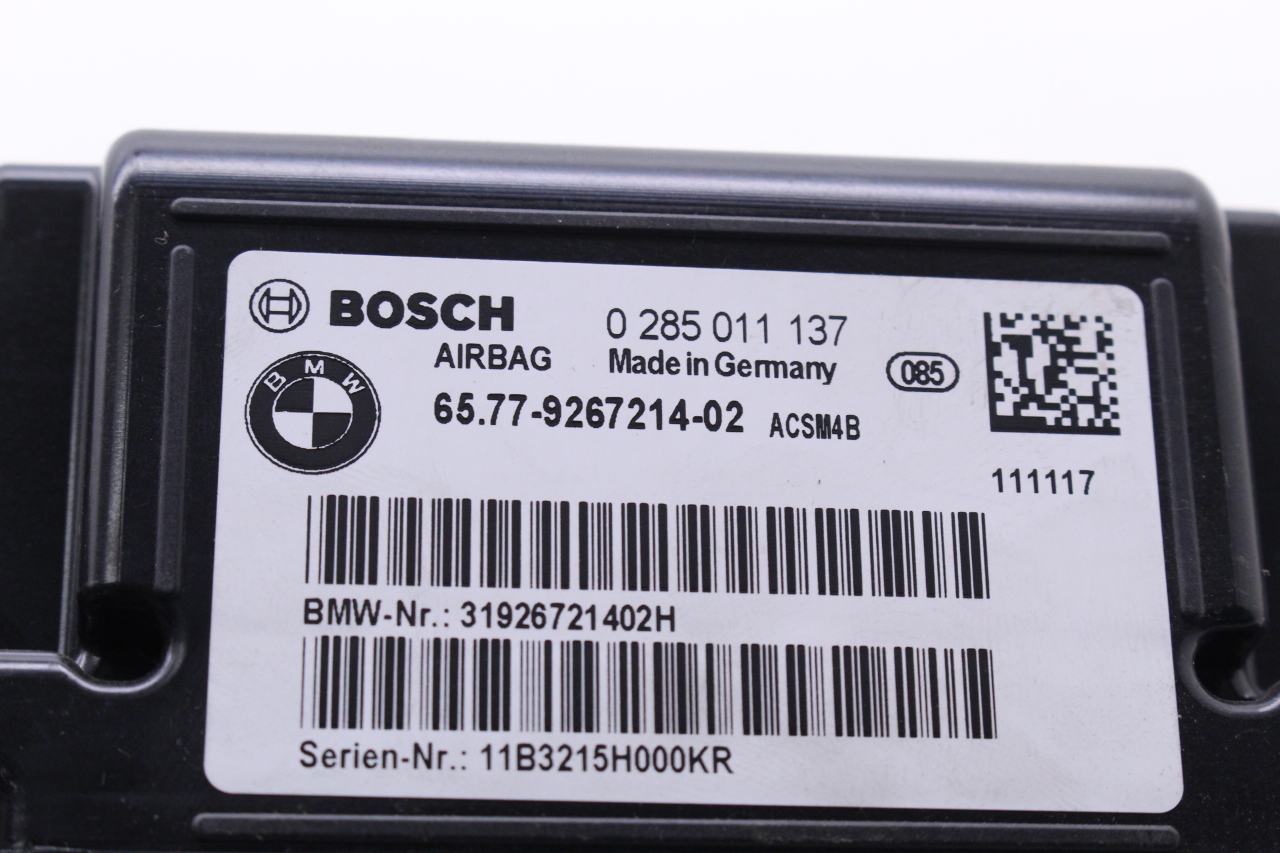 BOSCH 0 285 011 137
AIRBAG Made in Germany 085
BMW
65.77-9267214-02 ACSM4B
111117
BMW-Nr.: 31926721402H
Serien-Nr.: 11B3215H000KR